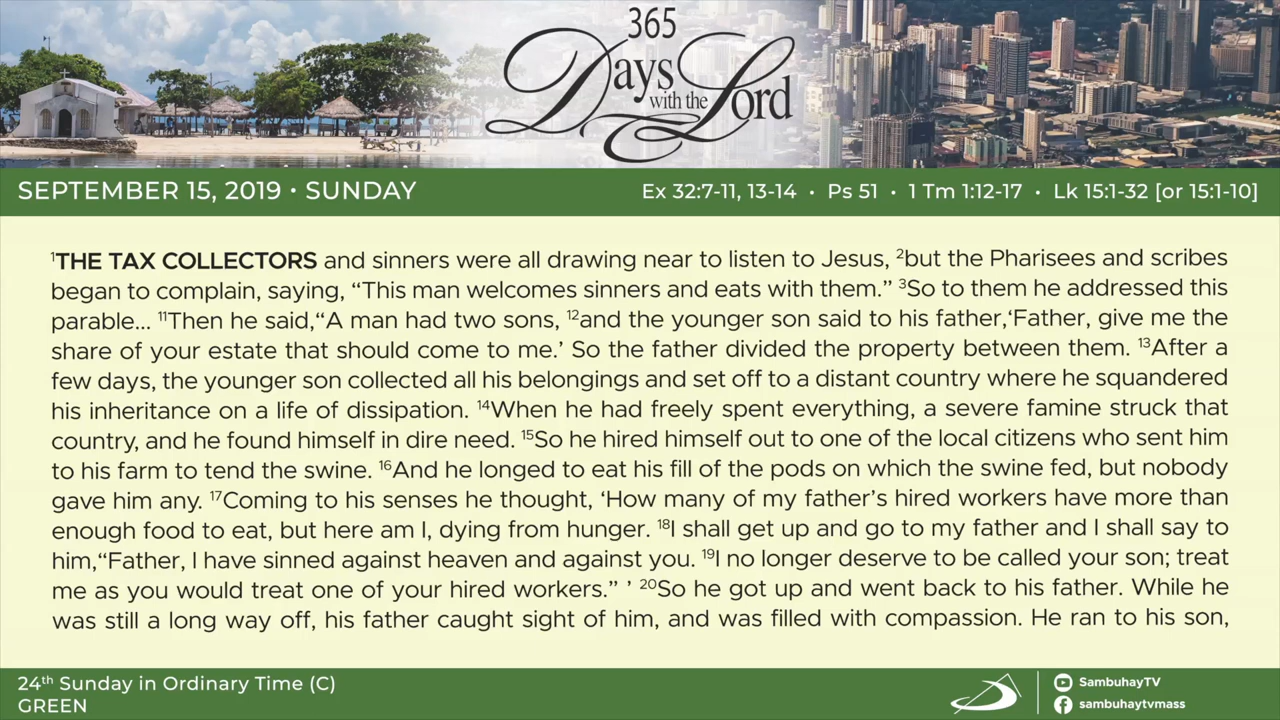 365
Days
with the
Lord
SEPTEMBER 15, 2019 • SUNDAY
Ex 32:7-11, 13-14 • Ps 51 • 1 Tm 1:12-17 • Lk 15:1-32 [or 15:1-10]
¹THE TAX COLLECTORS and sinners were all drawing near to listen to Jesus, ²but the Pharisees and scribes
began to complain, saying, “This man welcomes sinners and eats with them.” ³So to them he addressed this
parable... ¹¹Then he said,“A man had two sons, ¹²and the younger son said to his father,‘Father, give me the
share of your estate that should come to me.’ So the father divided the property between them. ¹³After a
few days, the younger son collected all his belongings and set off to a distant country where he squandered
his inheritance on a life of dissipation. ¹⁴When he had freely spent everything, a severe famine struck that
country, and he found himself in dire need. ¹⁵So he hired himself out to one of the local citizens who sent him
to his farm to tend the swine. ¹⁶And he longed to eat his fill of the pods on which the swine fed, but nobody
gave him any. ¹⁷Coming to his senses he thought, ‘How many of my father’s hired workers have more than
enough food to eat, but here am I, dying from hunger. ¹⁸I shall get up and go to my father and I shall say to
him,“Father, I have sinned against heaven and against you. ¹⁹I no longer deserve to be called your son; treat
me as you would treat one of your hired workers.” ’ ²⁰So he got up and went back to his father. While he
was still a long way off, his father caught sight of him, and was filled with compassion. He ran to his son,
24th Sunday in Ordinary Time (C)
GREEN
SambuhayTV
sambuhaytvmass